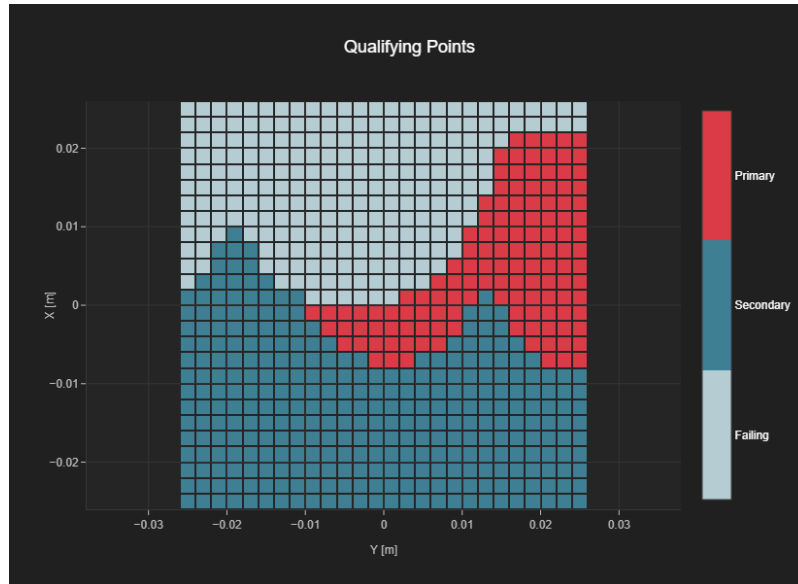 Qualifying Points
0.02
0.01
0
−0.01
−0.02
X [m]
−0.03
−0.02
−0.01
0
0.01
0.02
0.03
Y [m]
Primary
Secondary
Failing